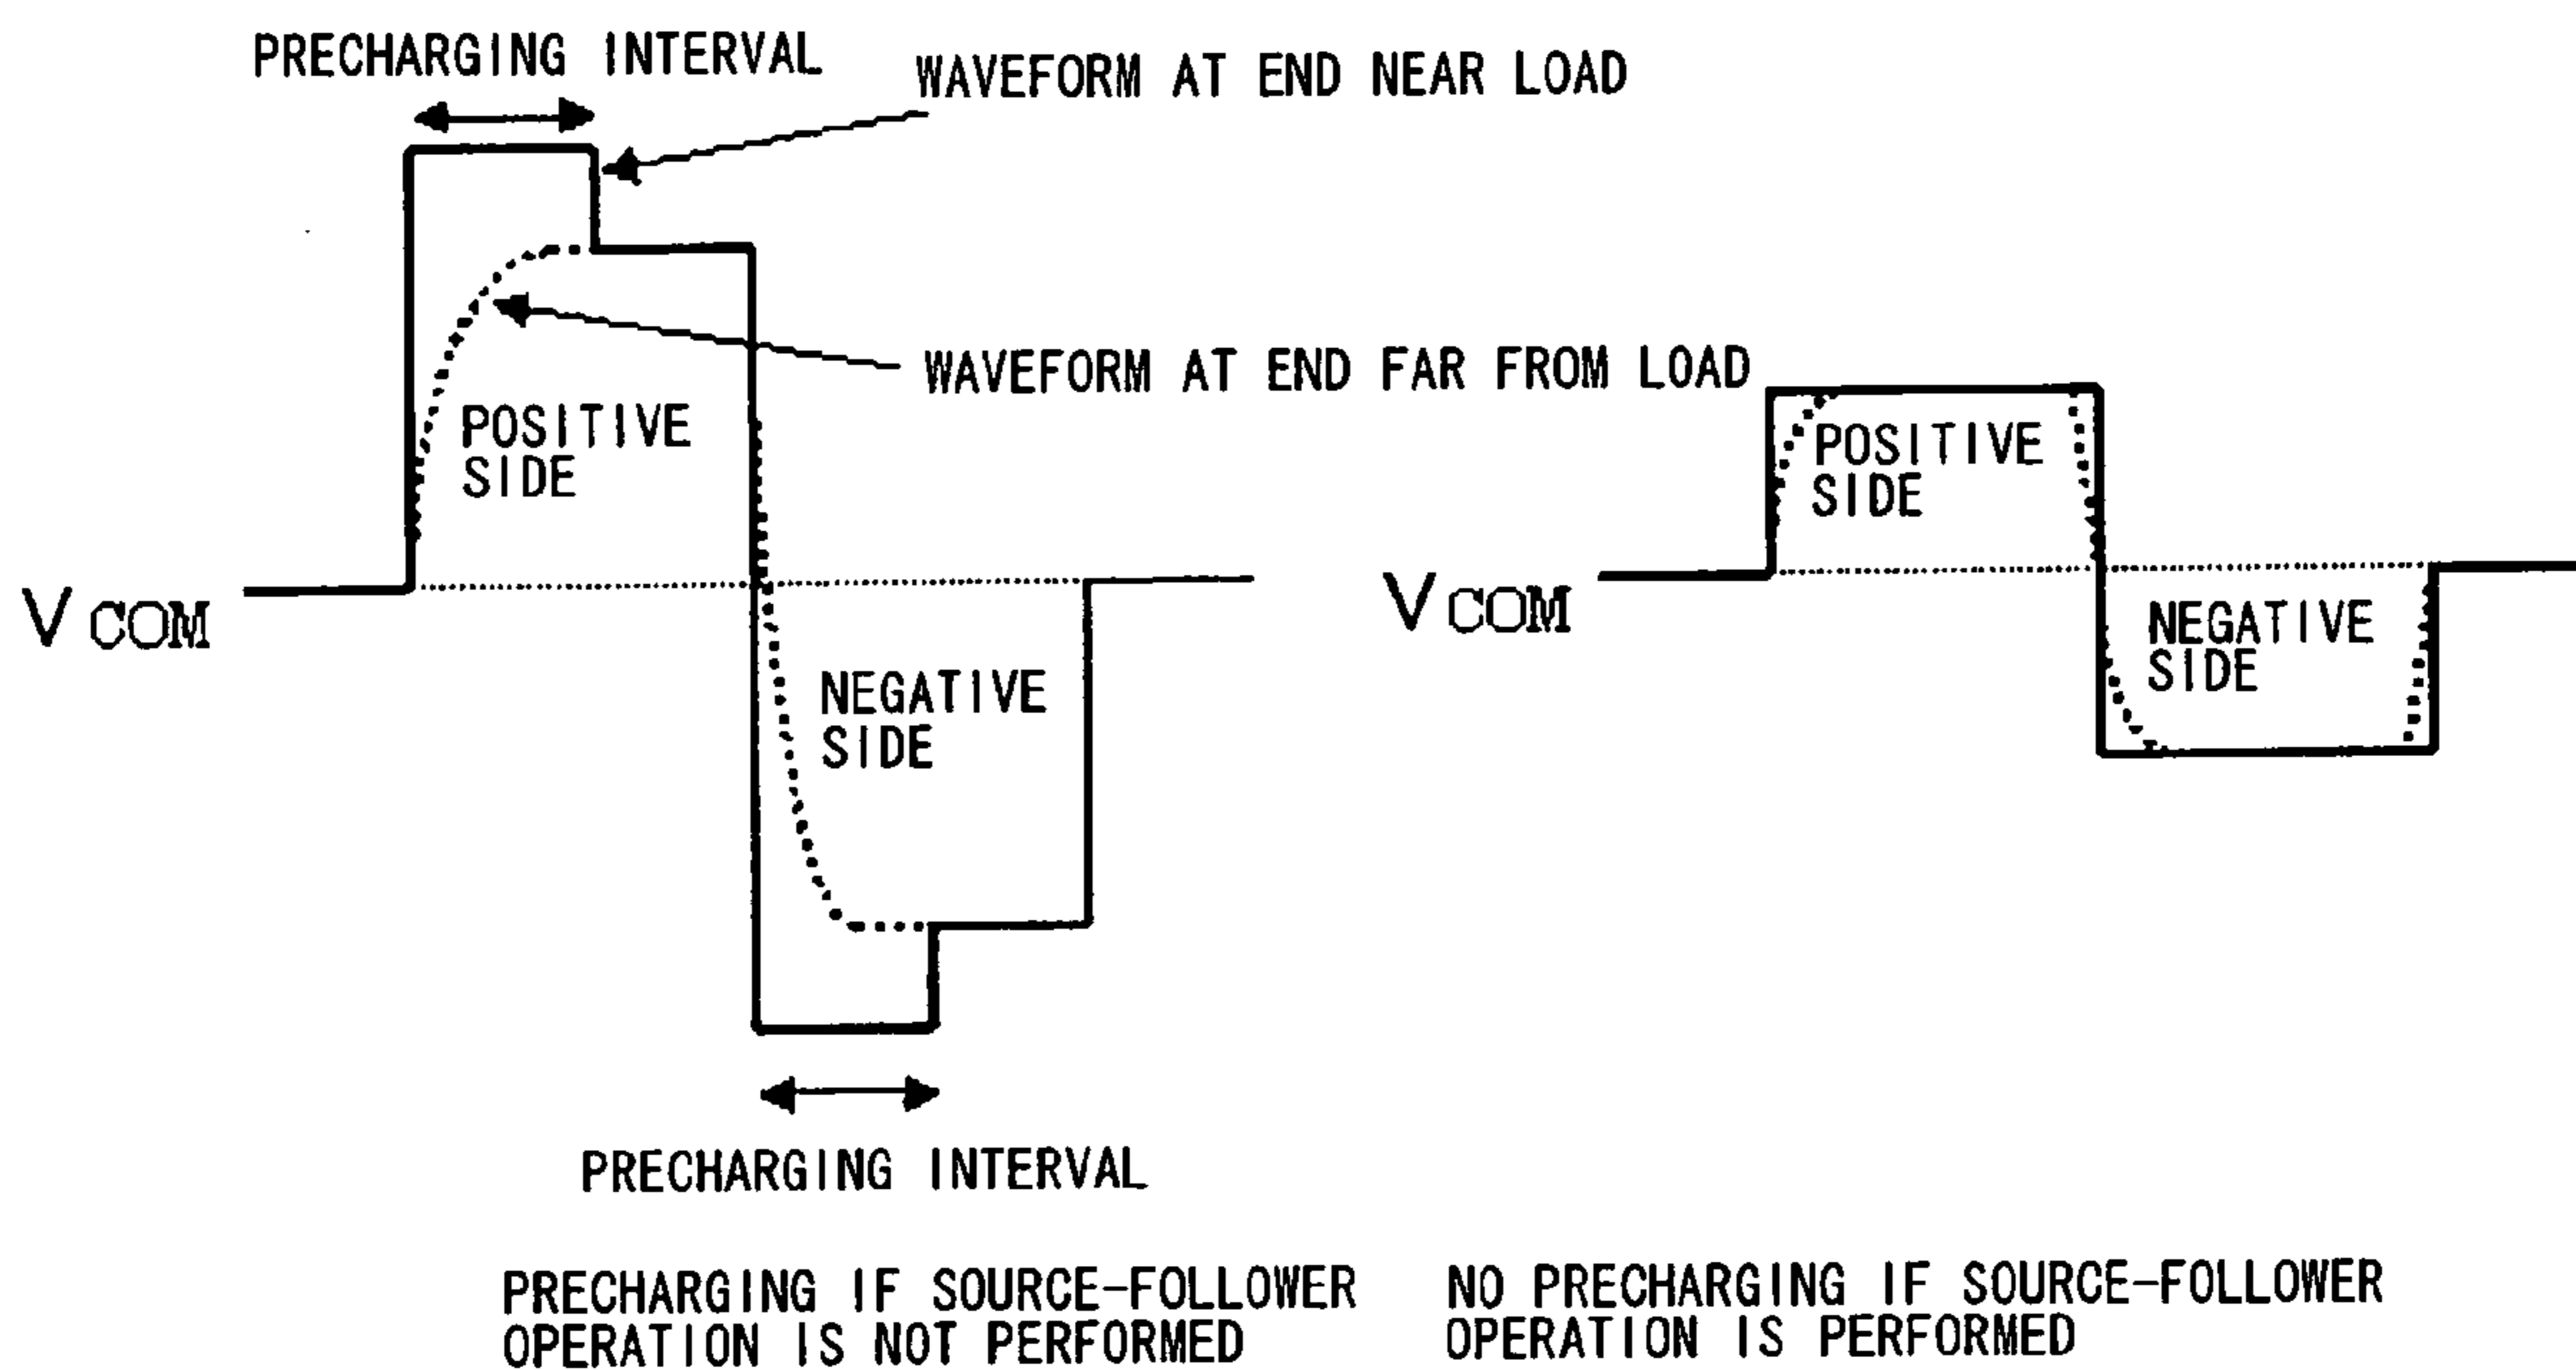 PRECHARGING INTERVAL
WAVEFORM AT END NEAR LOAD
WAVEFORM AT END FAR FROM LOAD
POSITIVE
SIDE
NEGATIVE
SIDE
VCOM
PRECHARGING INTERVAL
PRECHARGING IF SOURCE-FOLLOWER
OPERATION IS NOT PERFORMED
POSITIVE
SIDE
VCOM
NEGATIVE
SIDE
NO PRECHARGING IF SOURCE-FOLLOWER
OPERATION IS PERFORMED